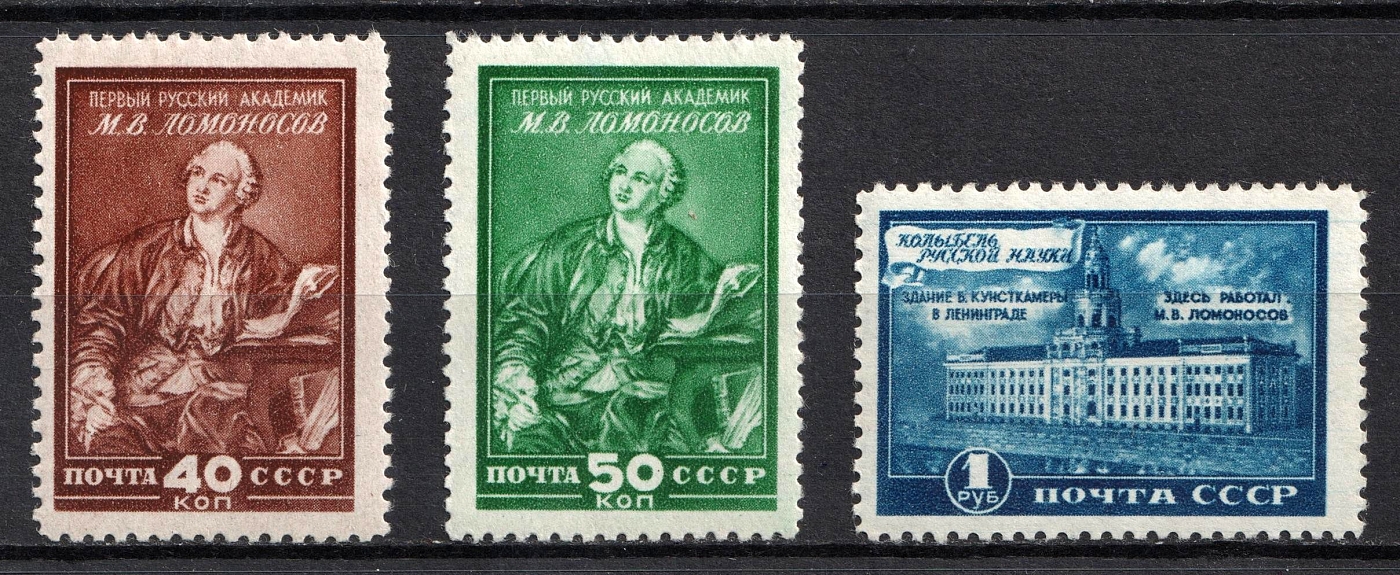 ПЕРВЫЙ РУССКИЙ АКАДЕМИК
М.В. ЛОМОНОСОВ
ПОЧТА 40 СССР
КОП
ПЕРВЫЙ РУССКИЙ АКАДЕМИК
М.В. ЛОМОНОСОВ
ПОЧТА 50 СССР
КОП
КОЛЫБЕЛЬ
РУССКОЙ НАУКИ
ЗДАНИЕ Б. КУНСТКАМЕРЫ
В ЛЕНИНГРАДЕ
ЗДЕСЬ РАБОТАЛ
М.В. ЛОМОНОСОВ
1
РУБ
ПОЧТА СССР